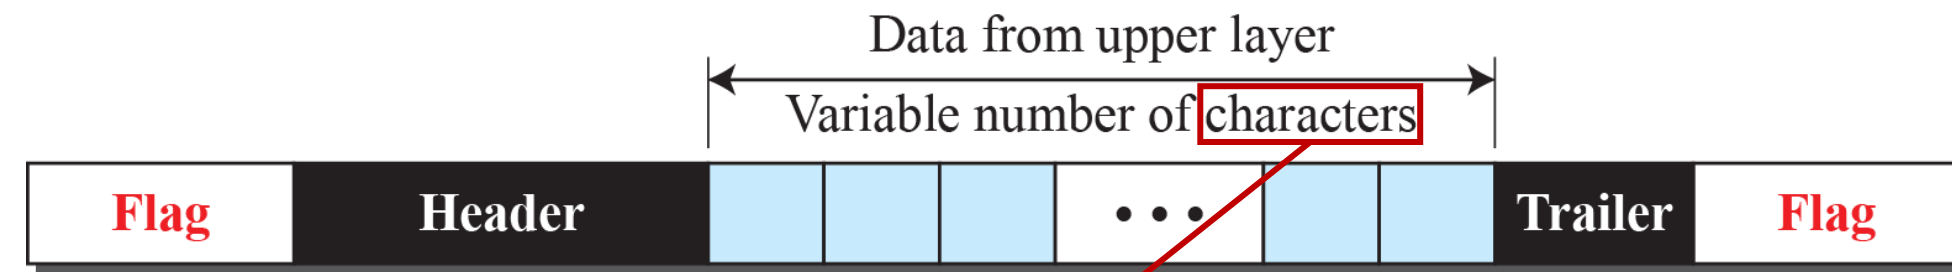 Data from upper layer
Variable number of characters
Flag Header • • • Trailer Flag